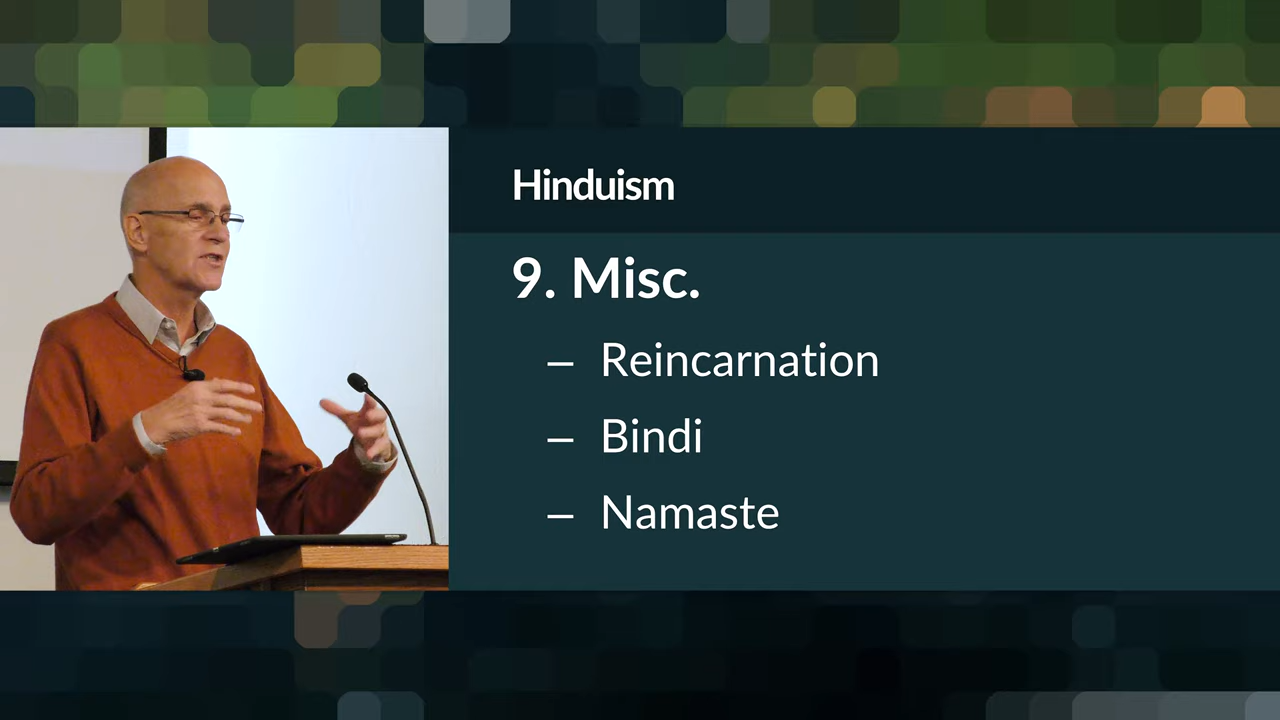 Hinduism
9. Misc.
– Reincarnation
– Bindi
– Namaste